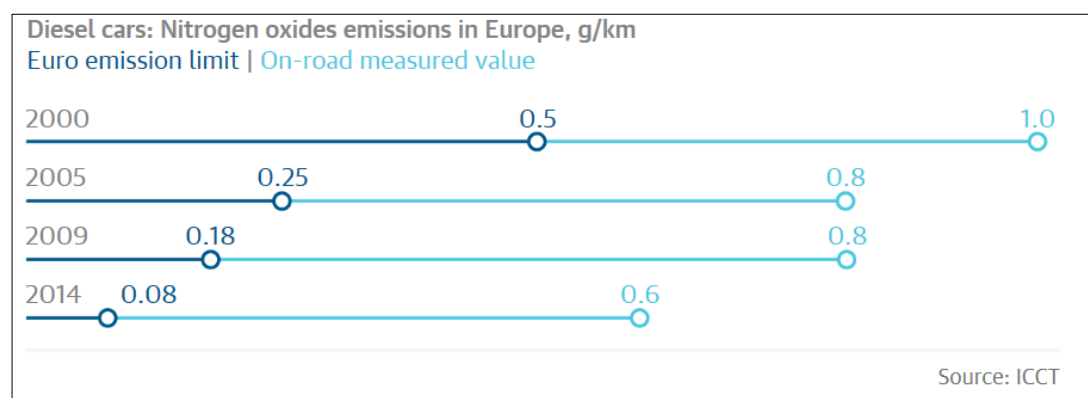 Diesel cars: Nitrogen oxides emissions in Europe, g/km
Euro emission limit | On-road measured value
2000 0.5 1.0
2005 0.25 0.8
2009 0.18 0.8
2014 0.08 0.6
Source: ICCT